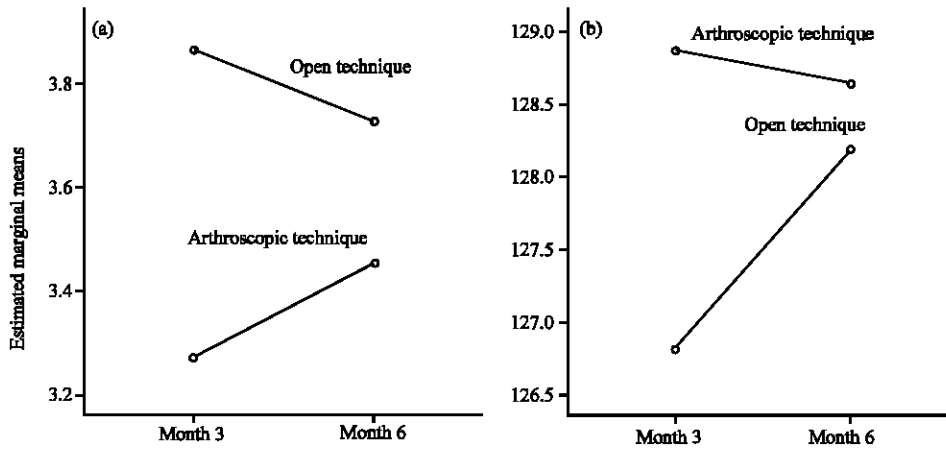 (a)
Open technique
Arthroscopic technique
Estimated marginal means
3.8
3.6
3.4
3.2
Month 3
Month 6
(b)
Arthroscopic technique
Open technique
129.0
128.5
128.0
127.5
127.0
126.5
Month 3
Month 6